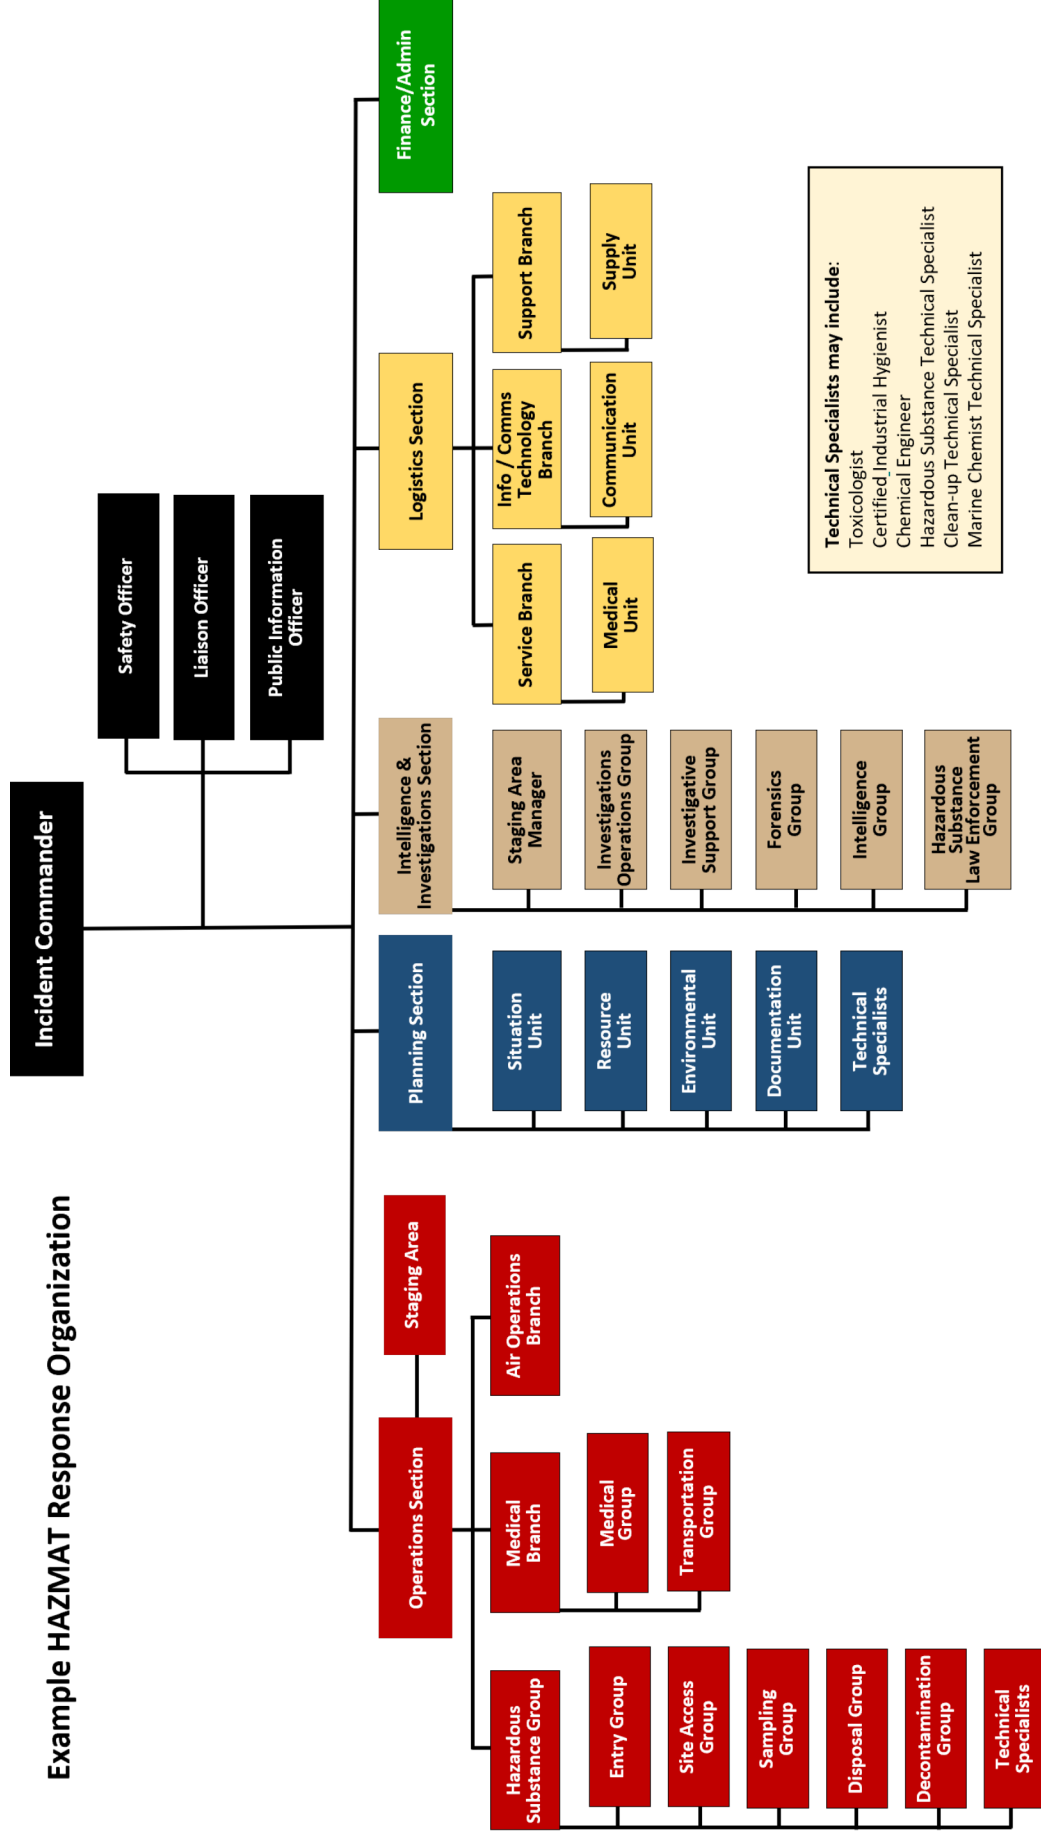 Example HAZMAT Response Organization
Incident Commander
Safety Officer
Liaison Officer
Public Information
Officer
Operations Section
Staging Area
Planning Section
Intelligence &
Investigations Section
Logistics Section
Finance/Admin
Section
Hazardous
Substance Group
Entry Group
Site Access
Group
Sampling
Group
Disposal Group
Decontamination
Group
Technical
Specialists
Medical
Branch
Medical
Group
Transportation
Group
Air Operations
Branch
Situation
Unit
Resource
Unit
Environmental
Unit
Documentation
Unit
Technical
Specialists
Staging Area
Manager
Investigations
Operations Group
Investigative
Support Group
Forensics
Group
Intelligence
Group
Hazardous
Substance
Law Enforcement
Group
Service Branch
Medical
Unit
Info / Comms
Technology
Branch
Communication
Unit
Support Branch
Supply
Unit
Technical Specialists may include:
Toxicologist
Certified Industrial Hygienist
Chemical Engineer
Hazardous Substance Technical Specialist
Clean-up Technical Specialist
Marine Chemist Technical Specialist